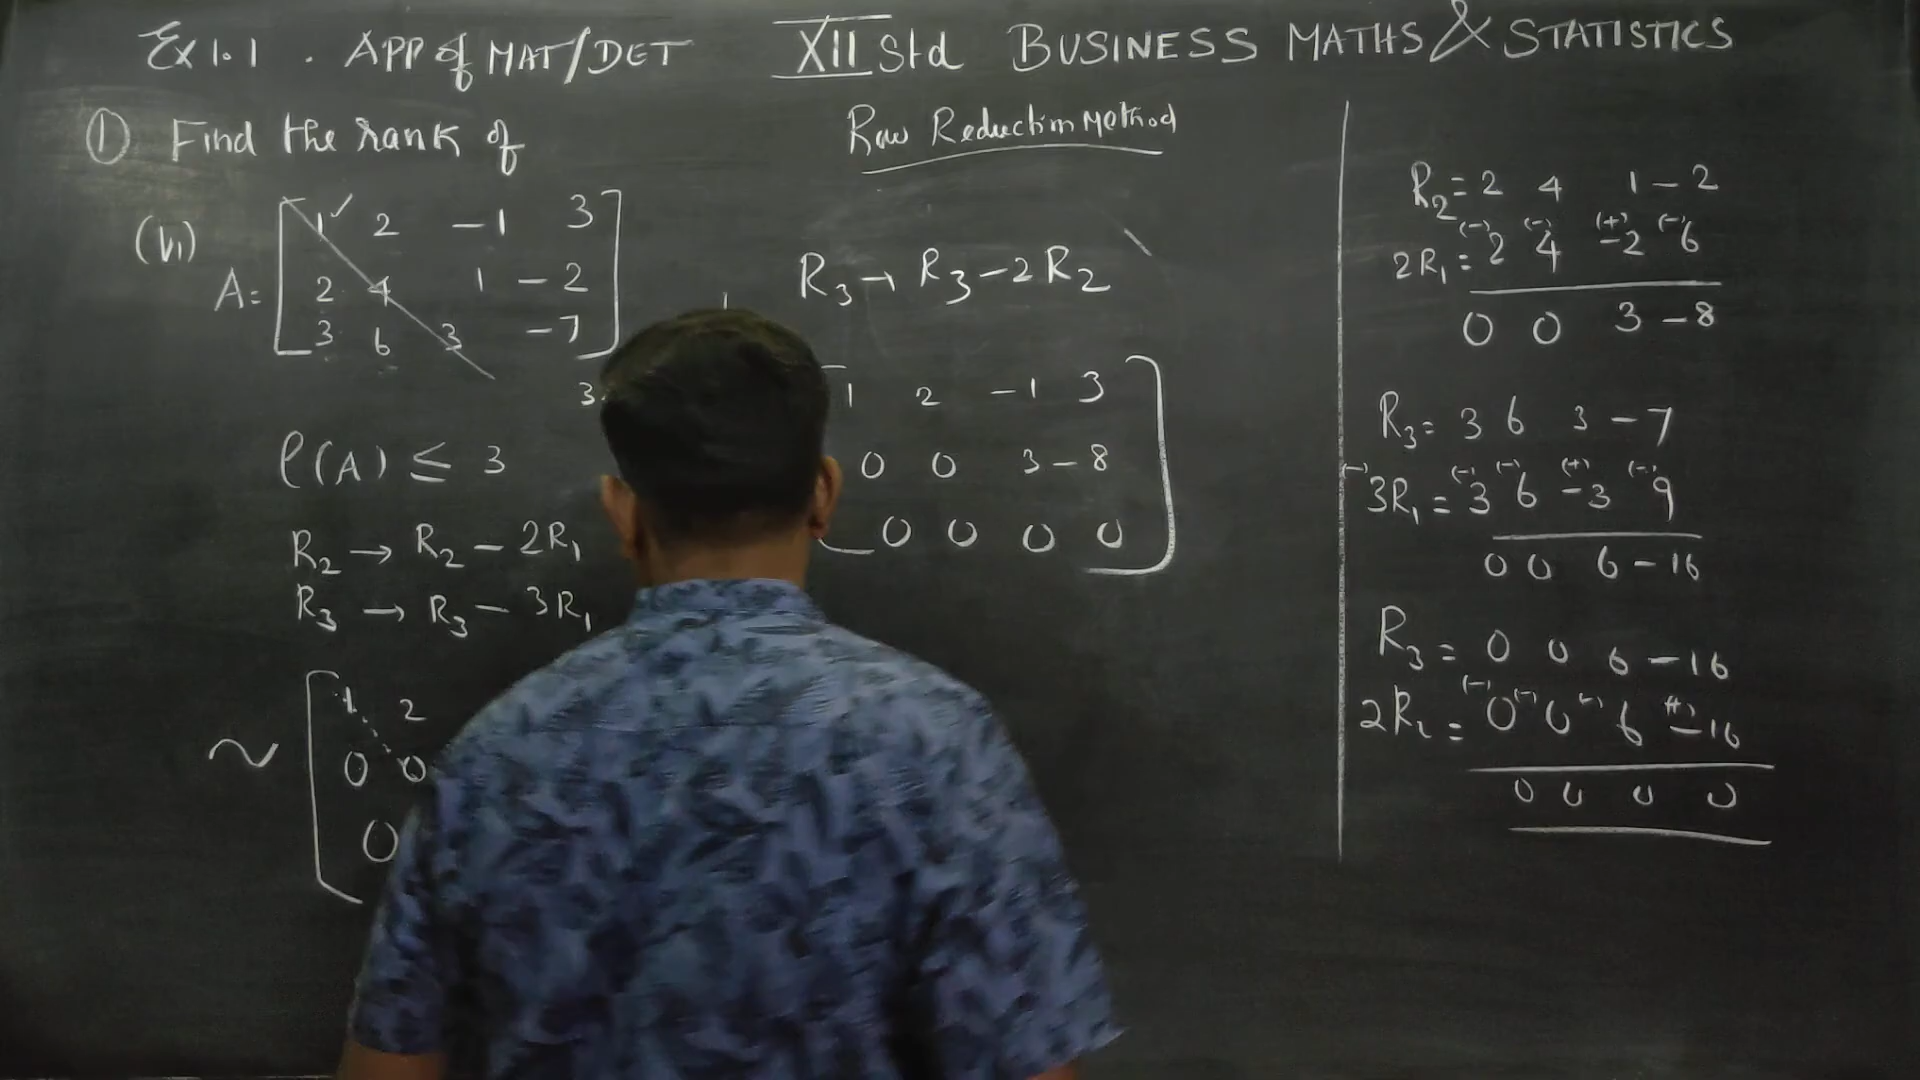 Ex 1.1 . APP of MAT/DET XII Std BUSINESS MATHS & STATISTICS
① Find the rank of
(vi) A = [ 1 ✓ 2 -1 3
2 4 1 -2
3 6 3 -7 ]
3
ρ(A) ≤ 3
R₂ → R₂ - 2R₁
R₃ → R₃ - 3R₁
~ [ 1 2
0 0
0
Row Reduction Method
R₃ → R₃ - 2R₂
1 2 -1 3
0 0 3 -8
0 0 0 0 ]
R₂ = 2 4 1 -2
(-) (-) (+) (-)
2R₁ = 2 4 -2 6
0 0 3 -8
R₃ = 3 6 3 -7
(-) (-) (-) (+) (-)
3R₁ = 3 6 -3 9
0 0 6 -16
R₃ = 0 0 6 -16
(-) (-) (-) (+)
2R₂ = 0 0 6 -16
0 0 0 0